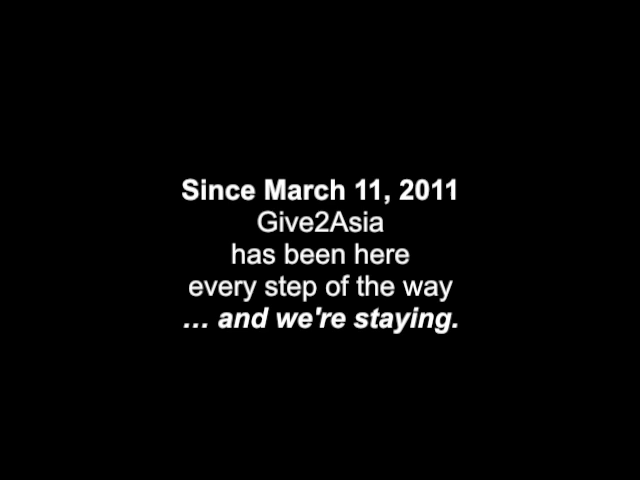 Since March 11, 2011
Give2Asia
has been here
every step of the way
... and we're staying.